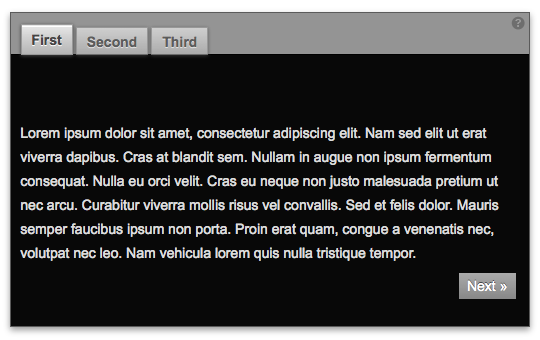 First Second Third ?
Lorem ipsum dolor sit amet, consectetur adipiscing elit. Nam sed elit ut erat
viverra dapibus. Cras at blandit sem. Nullam in augue non ipsum fermentum
consequat. Nulla eu orci velit. Cras eu neque non justo malesuada pretium ut
nec arcu. Curabitur viverra mollis risus vel convallis. Sed et felis dolor. Mauris
semper faucibus ipsum non porta. Proin erat quam, congue a venenatis nec,
volutpat nec leo. Nam vehicula lorem quis nulla tristique tempor.
Next »